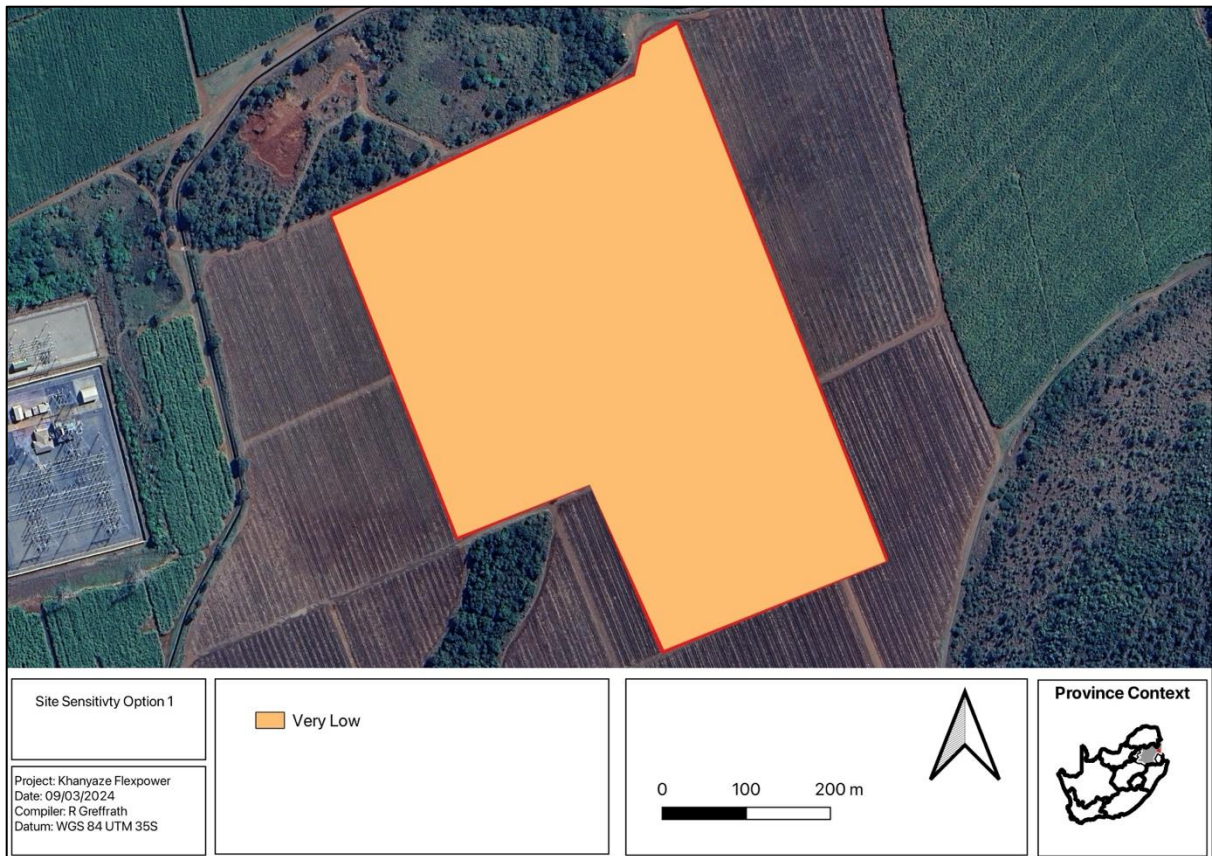 Site Sensitivty Option 1
Project: Khanyaze Flexpower
Date: 09/03/2024
Compiler: R Greffrath
Datum: WGS 84 UTM 35S
Very Low
0 100 200 m
Province Context